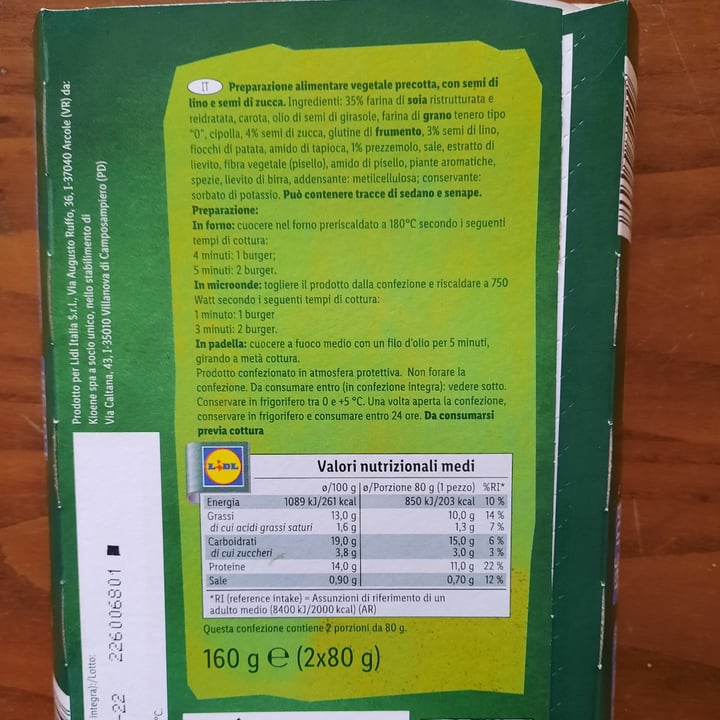 IT Preparazione alimentare vegetale precotta, con semi di
lino e semi di zucca. Ingredienti: 35% farina di soia ristrutturata e
reidratata, carota, olio di semi di girasole, farina di grano tenero tipo
"0", cipolla, 4% semi di zucca, glutine di frumento, 3% semi di lino,
fiocchi di patata, amido di tapioca, 1% prezzemolo, sale, estratto di
lievito, fibra vegetale (pisello), amido di pisello, piante aromatiche,
spezie, lievito di birra, addensante: metilcellulosa; conservante:
sorbato di potassio. Può contenere tracce di sedano e senape.
Preparazione:
In forno: cuocere nel forno preriscaldato a 180°C secondo i seguenti
tempi di cottura:
4 minuti: 1 burger;
5 minuti: 2 burger.
In microonde: togliere il prodotto dalla confezione e riscaldare a 750
Watt secondo i seguenti tempi di cottura:
1 minuto: 1 burger
3 minuti: 2 burger.
In padella: cuocere a fuoco medio con un filo d'olio per 5 minuti,
girando a metà cottura.
Prodotto confezionato in atmosfera protettiva. Non forare la
confezione. Da consumare entro (in confezione integra): vedere sotto.
Conservare in frigorifero tra 0 e +5 °C. Una volta aperta la confezione,
conservare in frigorifero e consumare entro 24 ore. Da consumarsi
previa cottura
LIDL
Valori nutrizionali medi
ø/100 g ø/Porzione 80 g (1 pezzo) %RI*
Energia 1089 kJ/261 kcal 850 kJ/203 kcal 10 %
Grassi 13,0 g 10,0 g 14 %
di cui acidi grassi saturi 1,6 g 1,3 g 7 %
Carboidrati 19,0 g 15,0 g 6 %
di cui zuccheri 3,8 g 3,0 g 3 %
Proteine 14,0 g 11,0 g 22 %
Sale 0,90 g 0,70 g 12 %
*RI (reference intake) = Assunzioni di riferimento di un
adulto medio (8400 kJ/2000 kcal) (AR)
Questa confezione contiene 2 porzioni da 80 g.
160 g e (2x80 g)
Prodotto per Lidl Italia S.r.l., Via Augusto Ruffo, 36, I-37040 Arcole (VR) da:
Kioene spa a socio unico, nello stabilimento di
Via Caltana, 43, I-35010 Villanova di Camposampiero (PD)
integra):/Lotto:
-22 226006801
°C.